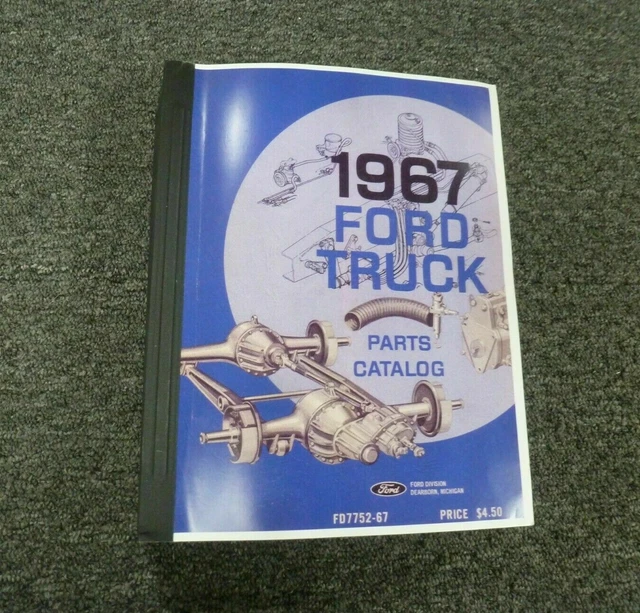 1967
FORD
TRUCK
PARTS
CATALOG
Ford
FORD DIVISION
DEARBORN, MICHIGAN
FD7752-67
PRICE $4.50